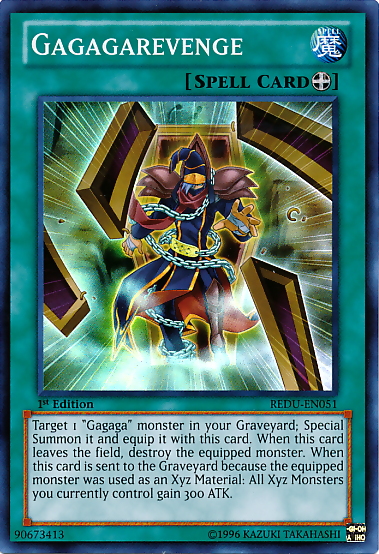 GAGAGAREVENGE
魔
[SPELL CARD]
1st Edition
REDU-EN051
Target 1 "Gagaga" monster in your Graveyard; Special
Summon it and equip it with this card. When this card
leaves the field, destroy the equipped monster. When
this card is sent to the Graveyard because the equipped
monster was used as an Xyz Material: All Xyz Monsters
you currently control gain 300 ATK.
90673413
©1996 KAZUKI TAKAHASHI